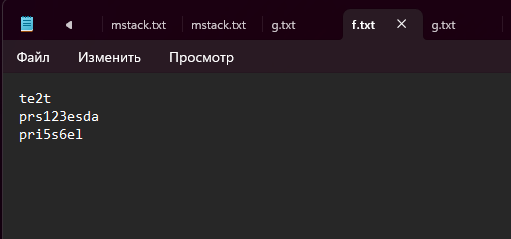 mstack.txt mstack.txt g.txt f.txt g.txt
Файл Изменить Просмотр
te2t
prs123esda
pri5s6el